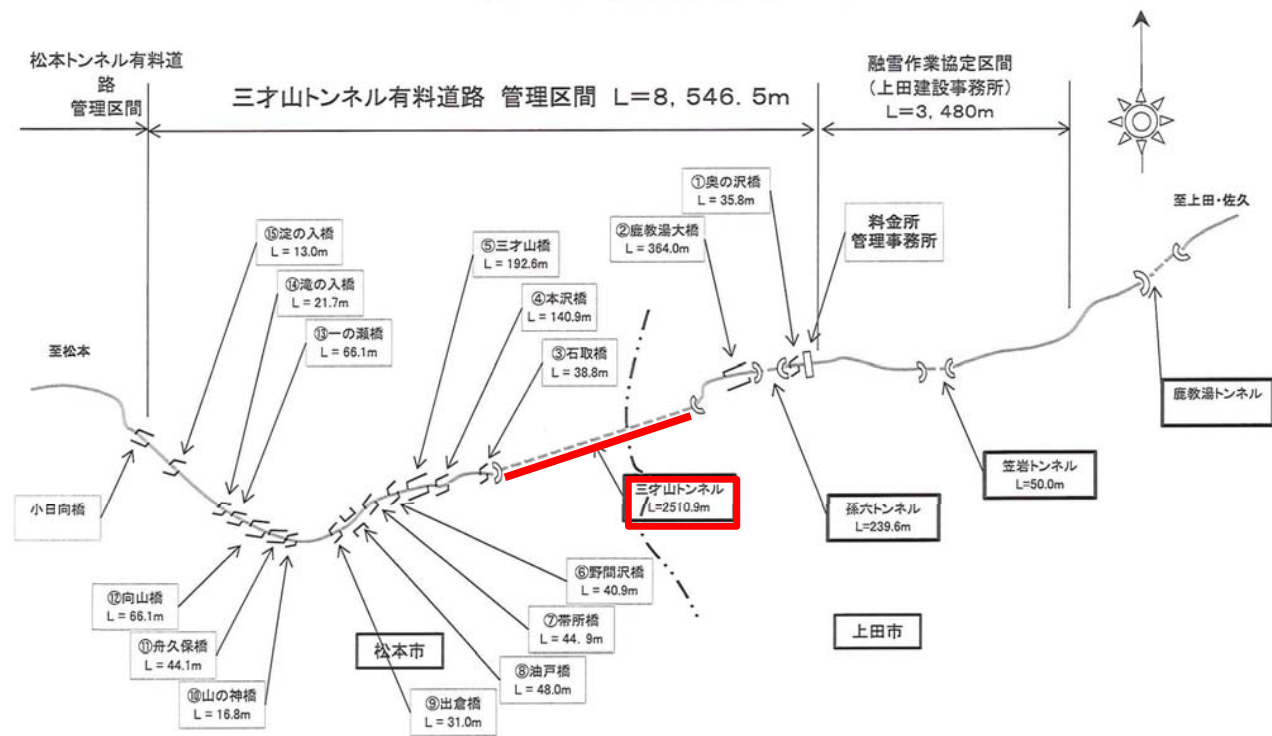 松本トンネル有料道
路
管理区間
三才山トンネル有料道路 管理区間 L=8, 546. 5m
融雪作業協定区間
(上田建設事務所)
L=3, 480m
①奥の沢橋
L = 35.8m
②鹿教湯大橋
L = 364.0m
料金所
管理事務所
至上田・佐久
⑮淀の入橋
L = 13.0m
⑤三才山橋
L = 192.6m
⑭滝の入橋
L = 21.7m
④本沢橋
L = 140.9m
⑬一の瀬橋
L = 66.1m
③石取橋
L = 38.8m
至松本
鹿教湯トンネル
小日向橋
三才山トンネル
L=2510.9m
孫六トンネル
L=239.6m
笠岩トンネル
L=50.0m
⑥野間沢橋
L = 40.9m
⑫向山橋
L = 66.1m
⑦帯所橋
L = 44. 9m
上田市
⑪舟久保橋
L = 44.1m
松本市
⑧油戸橋
L = 48.0m
⑩山の神橋
L = 16.8m
⑨出倉橋
L = 31.0m